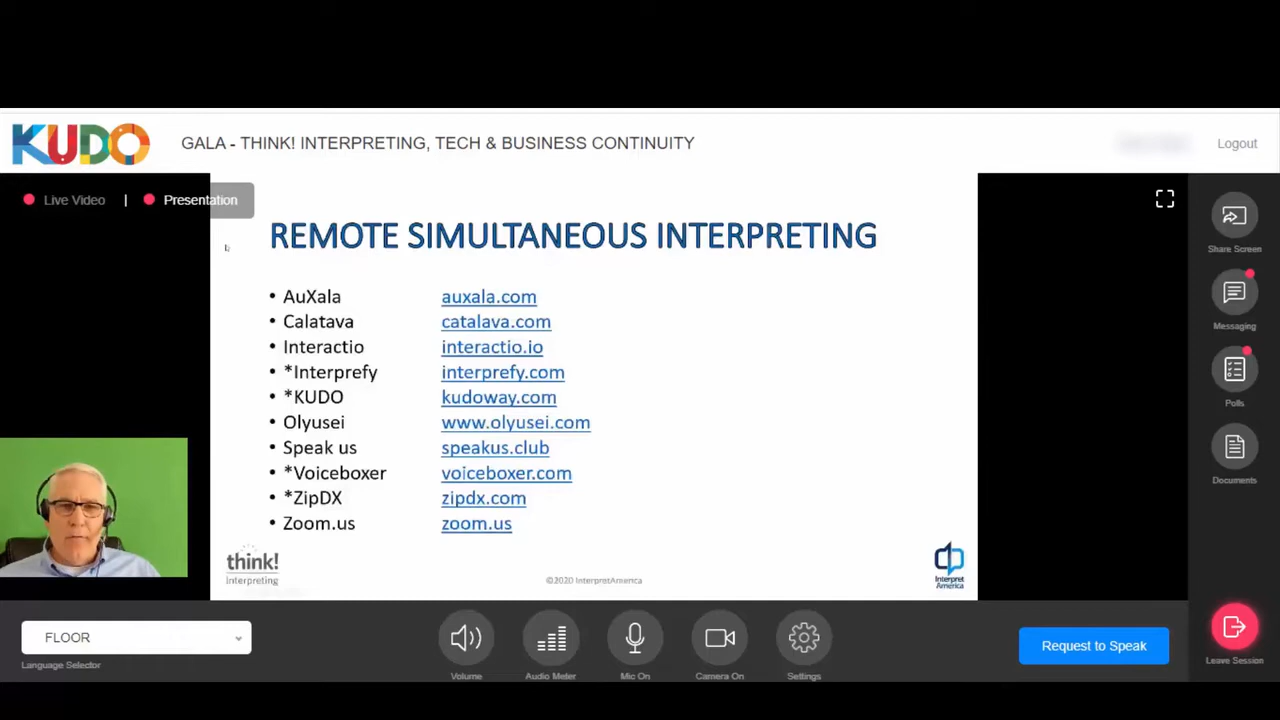 KUDO
GALA - THINK! INTERPRETING, TECH & BUSINESS CONTINUITY
Logout
Live Video | Presentation
REMOTE SIMULTANEOUS INTERPRETING
• AuXala auxala.com
• Calatava catalava.com
• Interactio interactio.io
• *Interprefy interprefy.com
• *KUDO kudoway.com
• Olyusei www.olyusei.com
• Speak us speakus.club
• *Voiceboxer voiceboxer.com
• *ZipDX zipdx.com
• Zoom.us zoom.us
think!
interpreting
©2020 InterpretAmerica
Interpret
America
Share Screen
Messaging
Polls
Documents
FLOOR
Language Selector
Volume
Audio Meter
Mic On
Camera On
Settings
Request to Speak
Leave Session